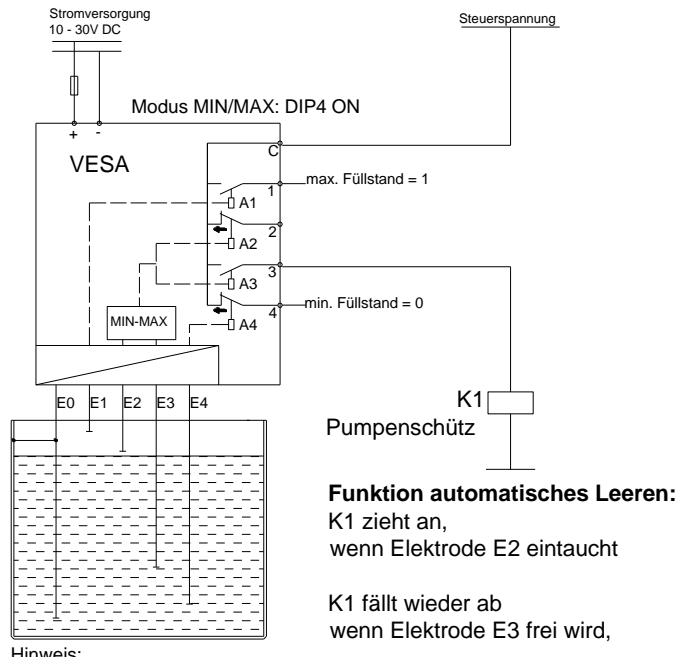 Stromversorgung
10 - 30V DC
Steuerspannung
Modus MIN/MAX: DIP4 ON
+ -
VESA
C
max. Füllstand = 1
1
A1
2
A2
3
A3
min. Füllstand = 0
4
A4
MIN-MAX
E0 E1 E2 E3 E4
K1
Pumpenschütz
Funktion automatisches Leeren:
K1 zieht an,
wenn Elektrode E2 eintaucht
K1 fällt wieder ab
wenn Elektrode E3 frei wird,
Hinweis: